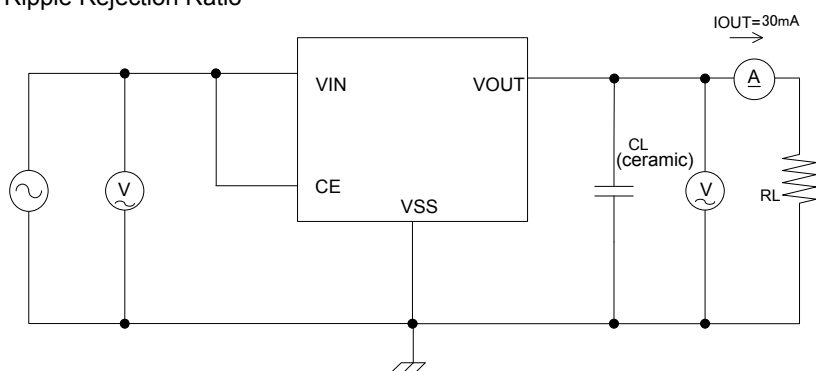 Ripple Rejection Ratio
IOUT=30mA
VIN
VOUT
A
CL
(ceramic)
V
CE
V
RL
VSS